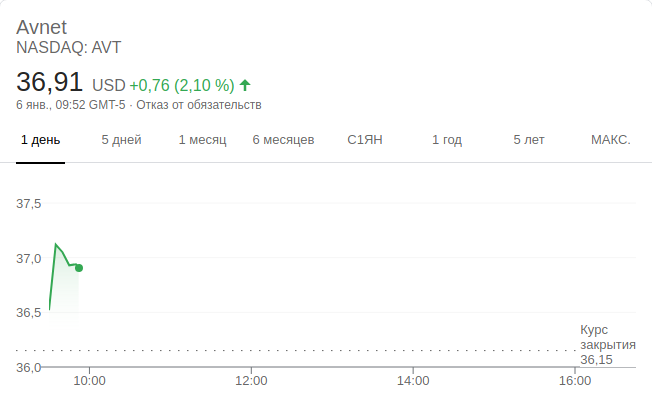 Avnet
NASDAQ: AVT
36,91 USD +0,76 (2,10 %)
6 янв., 09:52 GMT-5 · Отказ от обязательств
1 день 5 дней 1 месяц 6 месяцев С1ЯН 1 год 5 лет МАКС.
37,5
37,0
36,5
Курс
закрытия
36,15
36,0
10:00 12:00 14:00 16:00